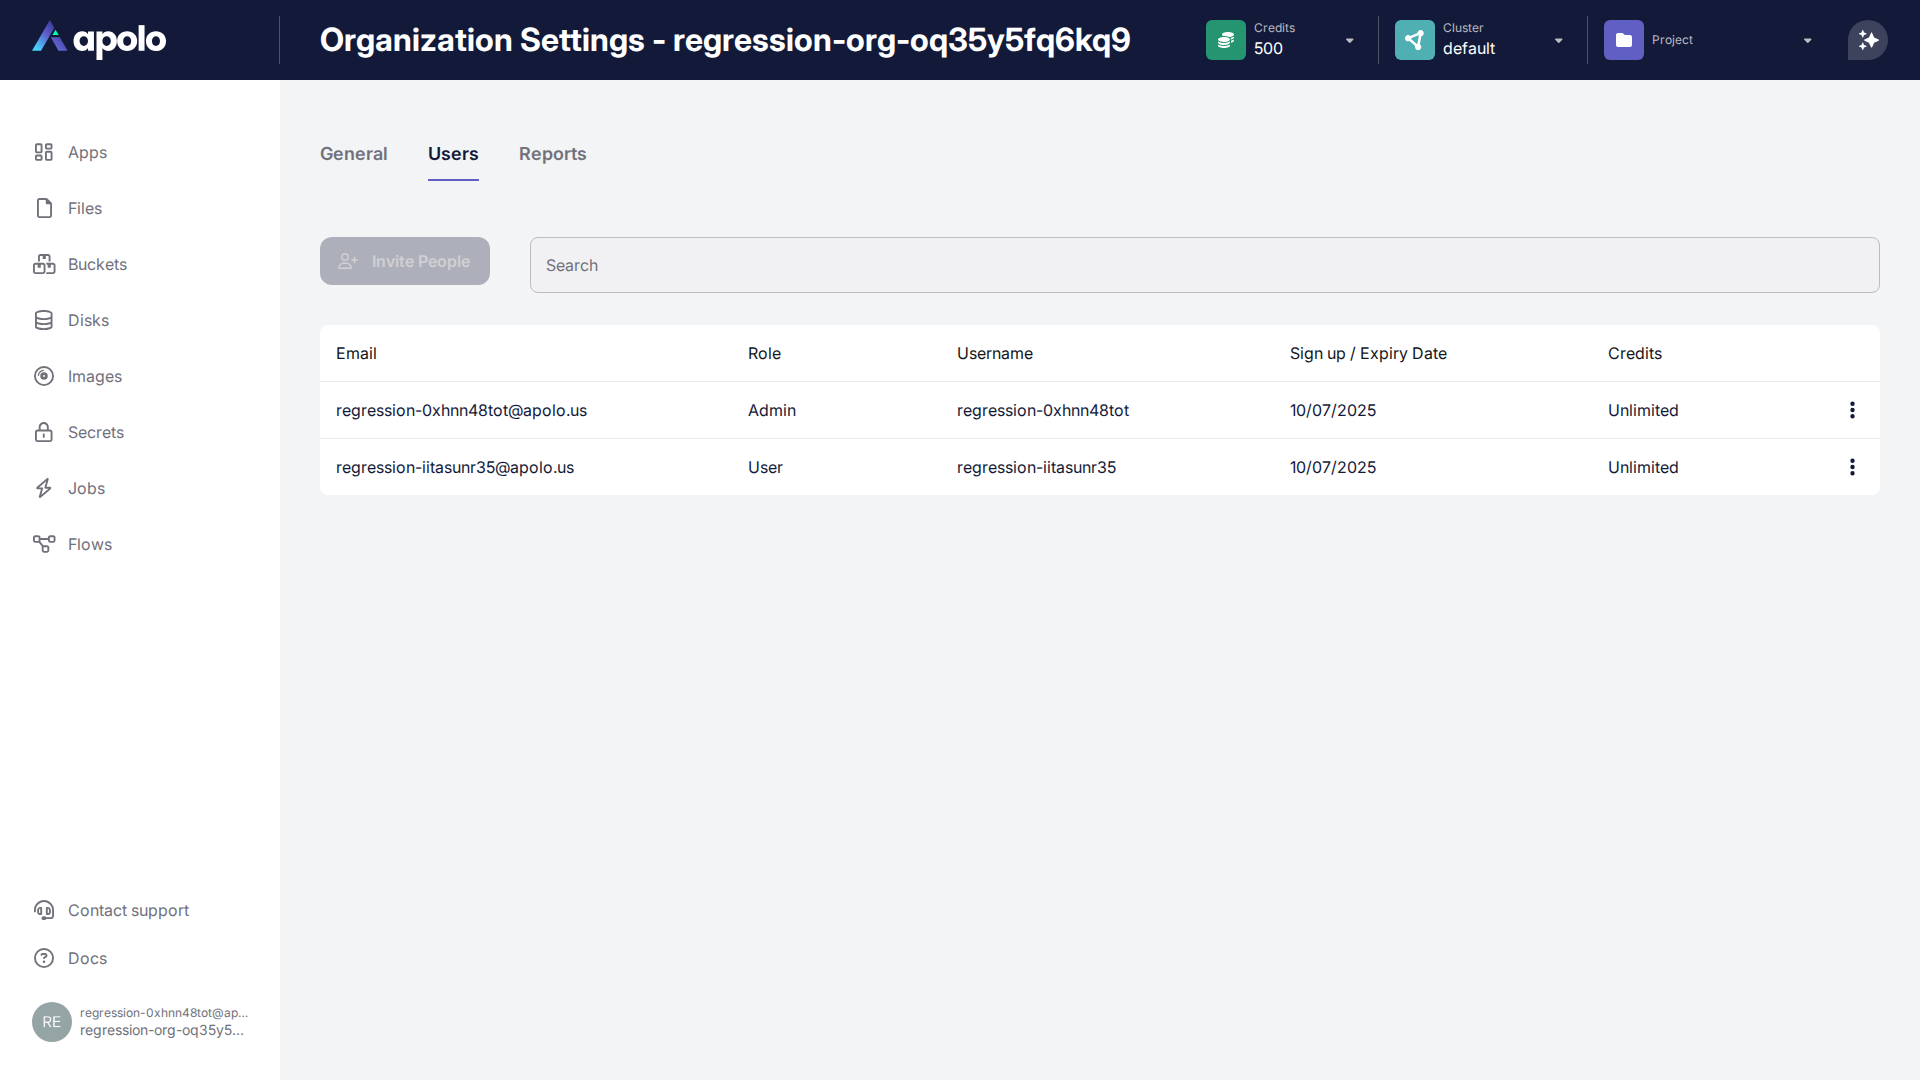 apolo
Organization Settings - regression-org-oq35y5fq6kq9
Credits
500
Cluster
default
Project
Apps
Files
Buckets
Disks
Images
Secrets
Jobs
Flows
Contact support
Docs
RE
regression-0xhnn48tot@ap...
regression-org-oq35y5...
General Users Reports
Invite People
Search
Email Role Username Sign up / Expiry Date Credits
regression-0xhnn48tot@apolo.us Admin regression-0xhnn48tot 10/07/2025 Unlimited
regression-iitasunr35@apolo.us User regression-iitasunr35 10/07/2025 Unlimited